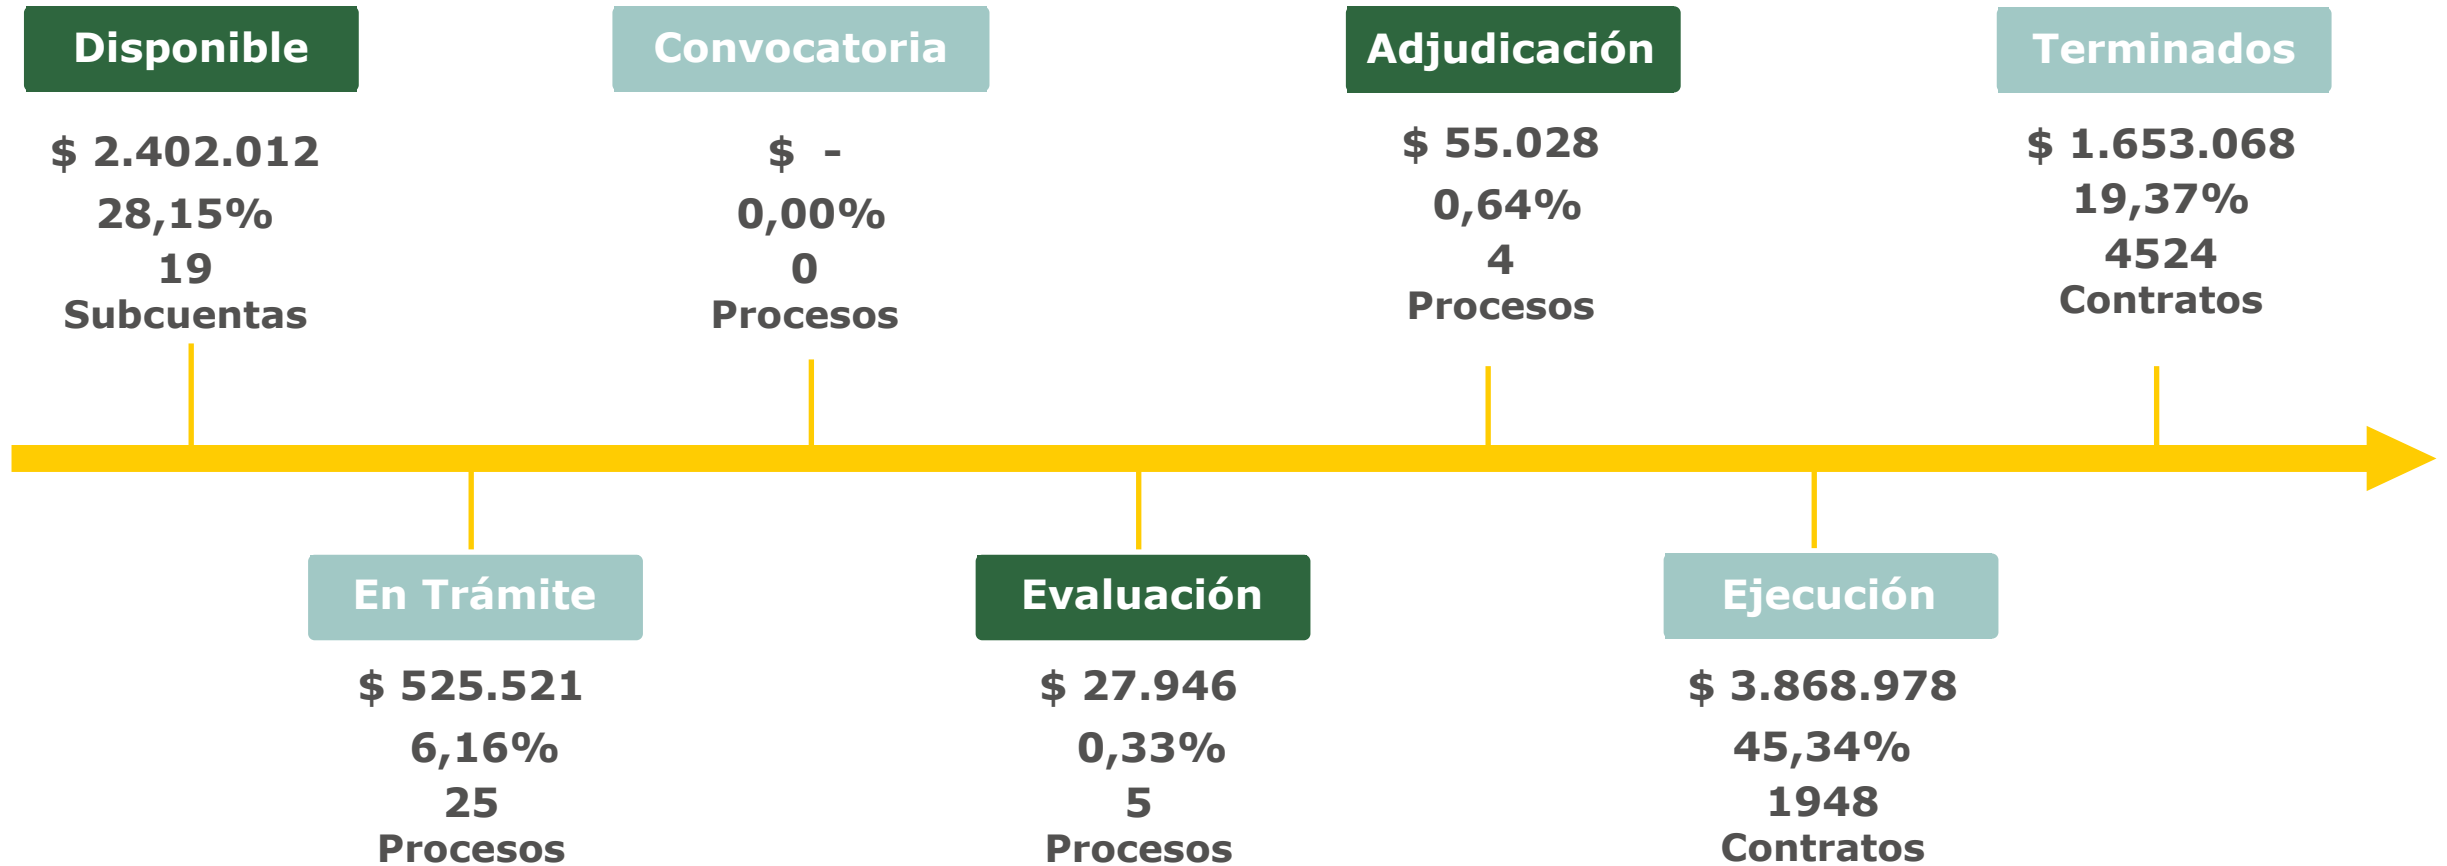 Disponible
$ 2.402.012
28,15%
19
Subcuentas
En Trámite
$ 525.521
6,16%
25
Procesos
Convocatoria
$ -
0,00%
0
Procesos
Evaluación
$ 27.946
0,33%
5
Procesos
Adjudicación
$ 55.028
0,64%
4
Procesos
Ejecución
$ 3.868.978
45,34%
1948
Contratos
Terminados
$ 1.653.068
19,37%
4524
Contratos